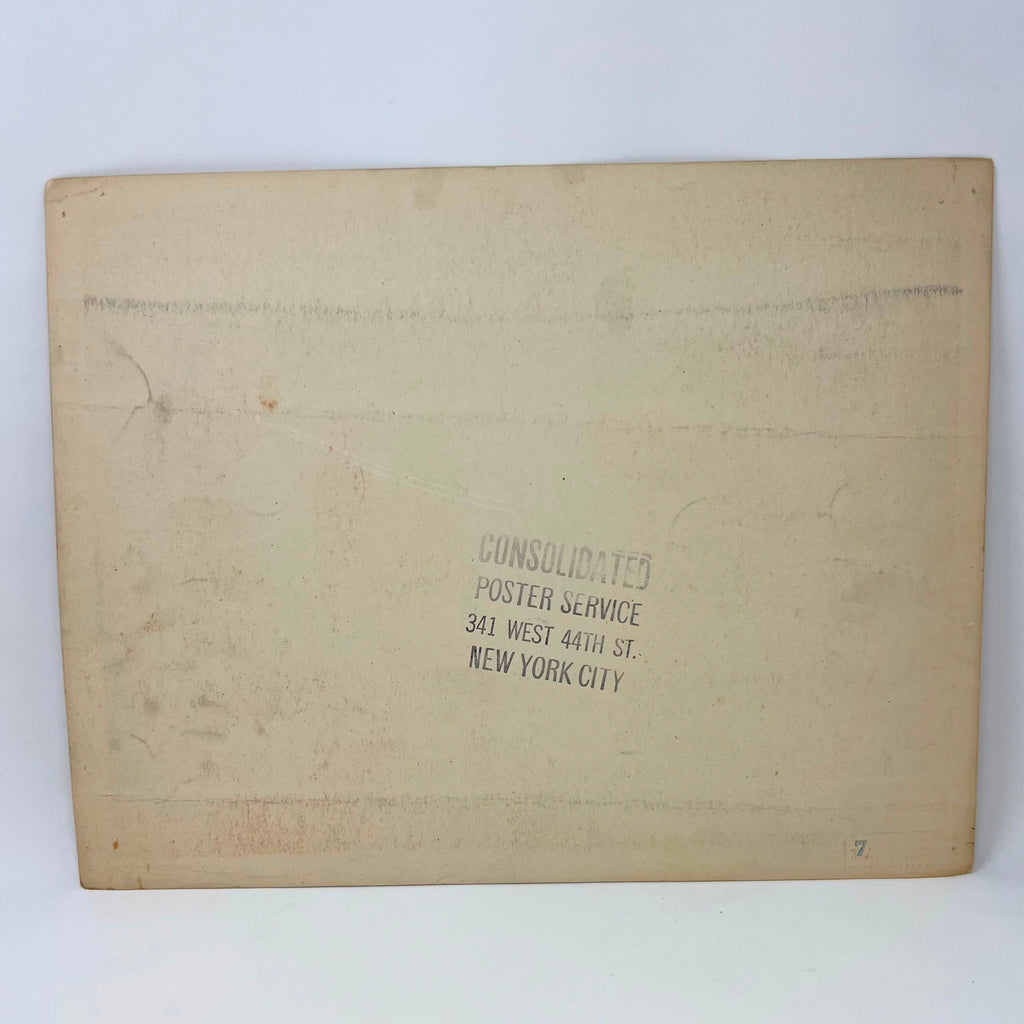 CONSOLIDATED
POSTER SERVICE
341 WEST 44TH ST.
NEW YORK CITY
7